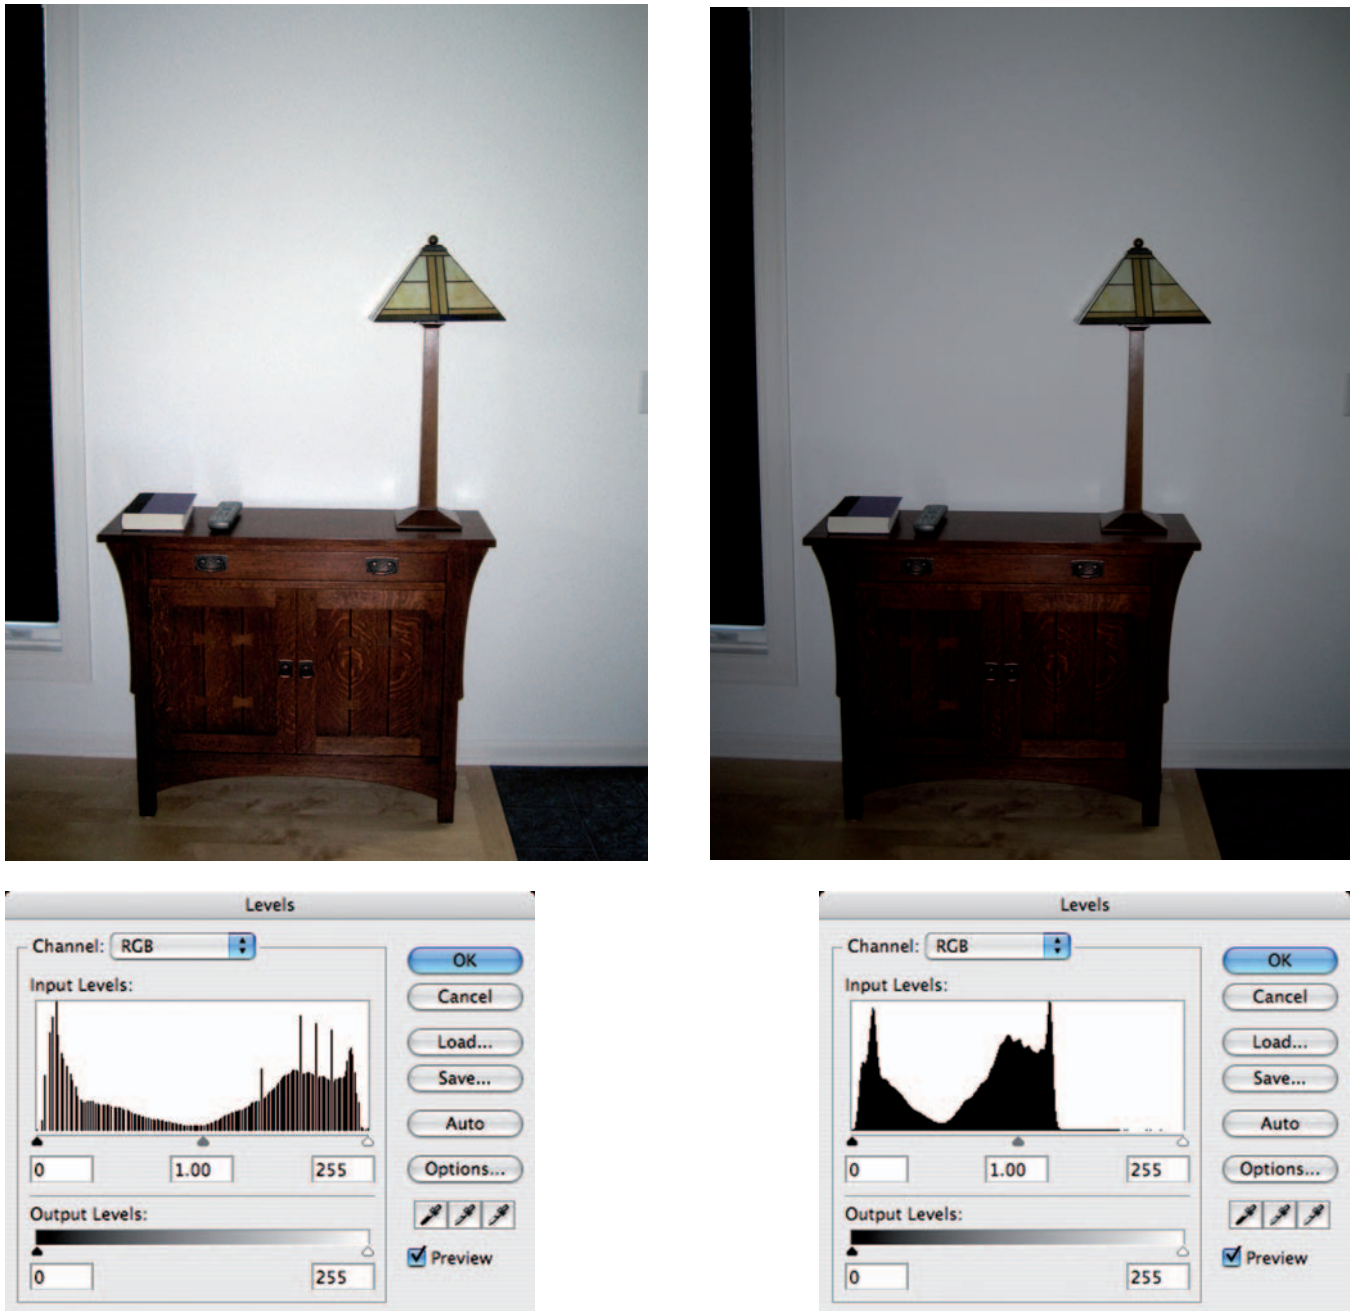 Levels
Channel: RGB
OK
Input Levels:
Cancel
Load...
Save...
Auto
0 1.00 255
Options...
Output Levels:
Preview
0 255
Levels
Channel: RGB
OK
Input Levels:
Cancel
Load...
Save...
Auto
0 1.00 255
Options...
Output Levels:
Preview
0 255